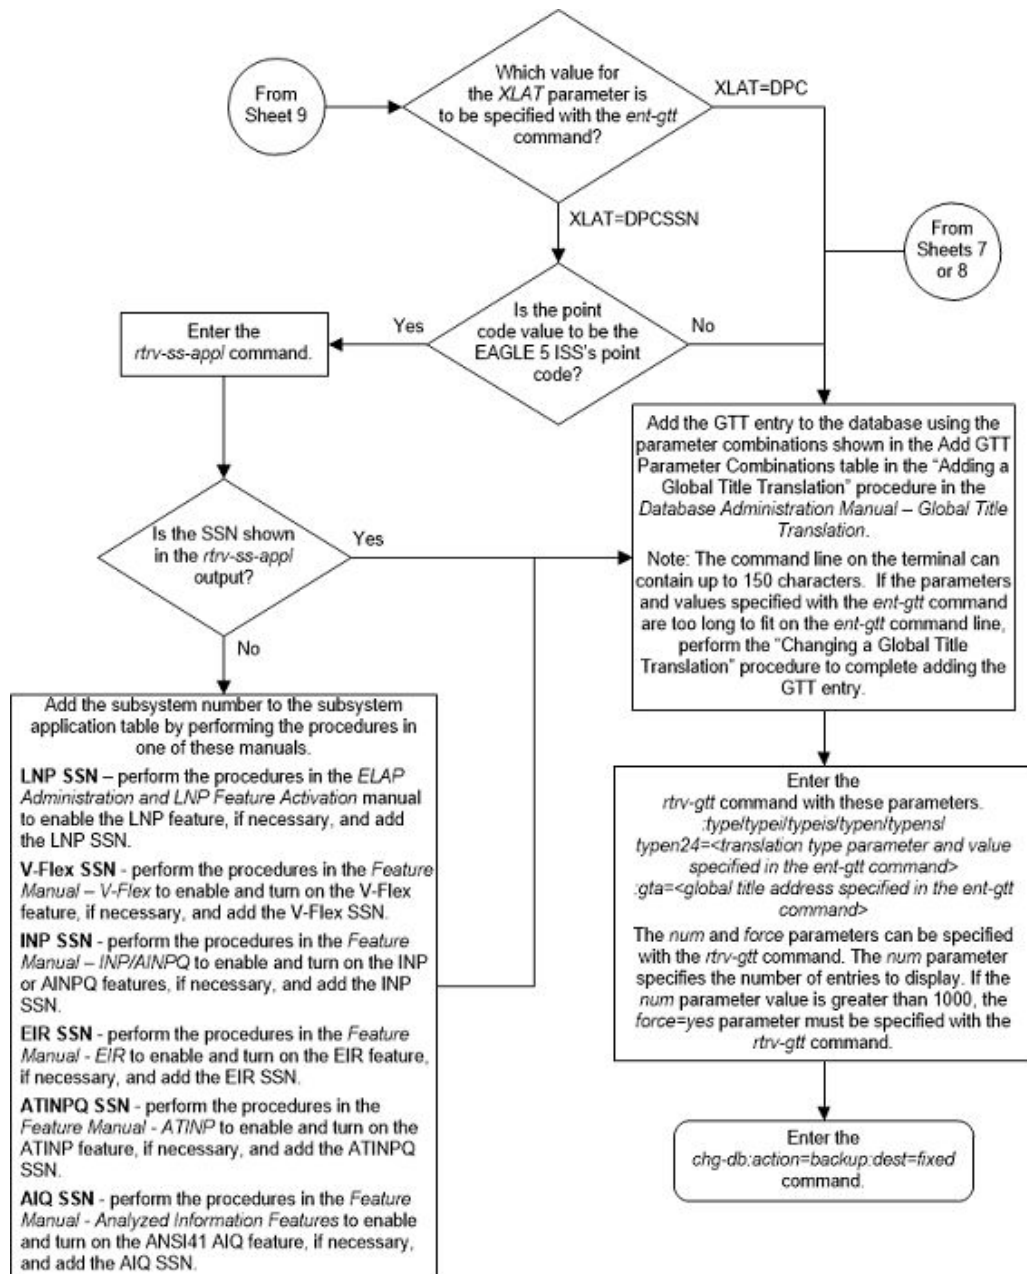 From
Sheet 9
Which value for
the XLAT parameter is
to be specified with the ent-gtt
command?
XLAT=DPC
XLAT=DPCSSN
From
Sheets 7
or 8
Is the point
code value to be the
EAGLE 5 ISS's point
code?
Yes
No
Enter the
rtrv-ss-appl command.
Is the SSN shown
in the rtrv-ss-appl
output?
Yes
No
Add the GTT entry to the database using the
parameter combinations shown in the Add GTT
Parameter Combinations table in the “Adding a
Global Title Translation” procedure in the
Database Administration Manual – Global Title
Translation.
Note: The command line on the terminal can
contain up to 150 characters. If the parameters
and values specified with the ent-gtt command
are too long to fit on the ent-gtt command line,
perform the “Changing a Global Title
Translation” procedure to complete adding the
GTT entry.
Add the subsystem number to the subsystem
application table by performing the procedures in
one of these manuals.
LNP SSN – perform the procedures in the ELAP
Administration and LNP Feature Activation manual
to enable the LNP feature, if necessary, and add
the LNP SSN.
V-Flex SSN - perform the procedures in the Feature
Manual – V-Flex to enable and turn on the V-Flex
feature, if necessary, and add the V-Flex SSN.
INP SSN - perform the procedures in the Feature
Manual – INP/AINPQ to enable and turn on the INP
or AINPQ features, if necessary, and add the INP
SSN.
EIR SSN - perform the procedures in the Feature
Manual - EIR to enable and turn on the EIR feature,
if necessary, and add the EIR SSN.
ATINPQ SSN - perform the procedures in the
Feature Manual - ATINP to enable and turn on the
ATINP feature, if necessary, and add the ATINPQ
SSN.
AIQ SSN - perform the procedures in the Feature
Manual - Analyzed Information Features to enable
and turn on the ANSI41 AIQ feature, if necessary,
and add the AIQ SSN.
Enter the
rtrv-gtt command with these parameters.
:type/typei/typeis/typen/typens/
typen24=<translation type parameter and value
specified in the ent-gtt command>
:gta=<global title address specified in the ent-gtt
command>
The num and force parameters can be specified
with the rtrv-gtt command. The num parameter
specifies the number of entries to display. If the
num parameter value is greater than 1000, the
force=yes parameter must be specified with the
rtrv-gtt command.
Enter the
chg-db:action=backup:dest=fixed
command.